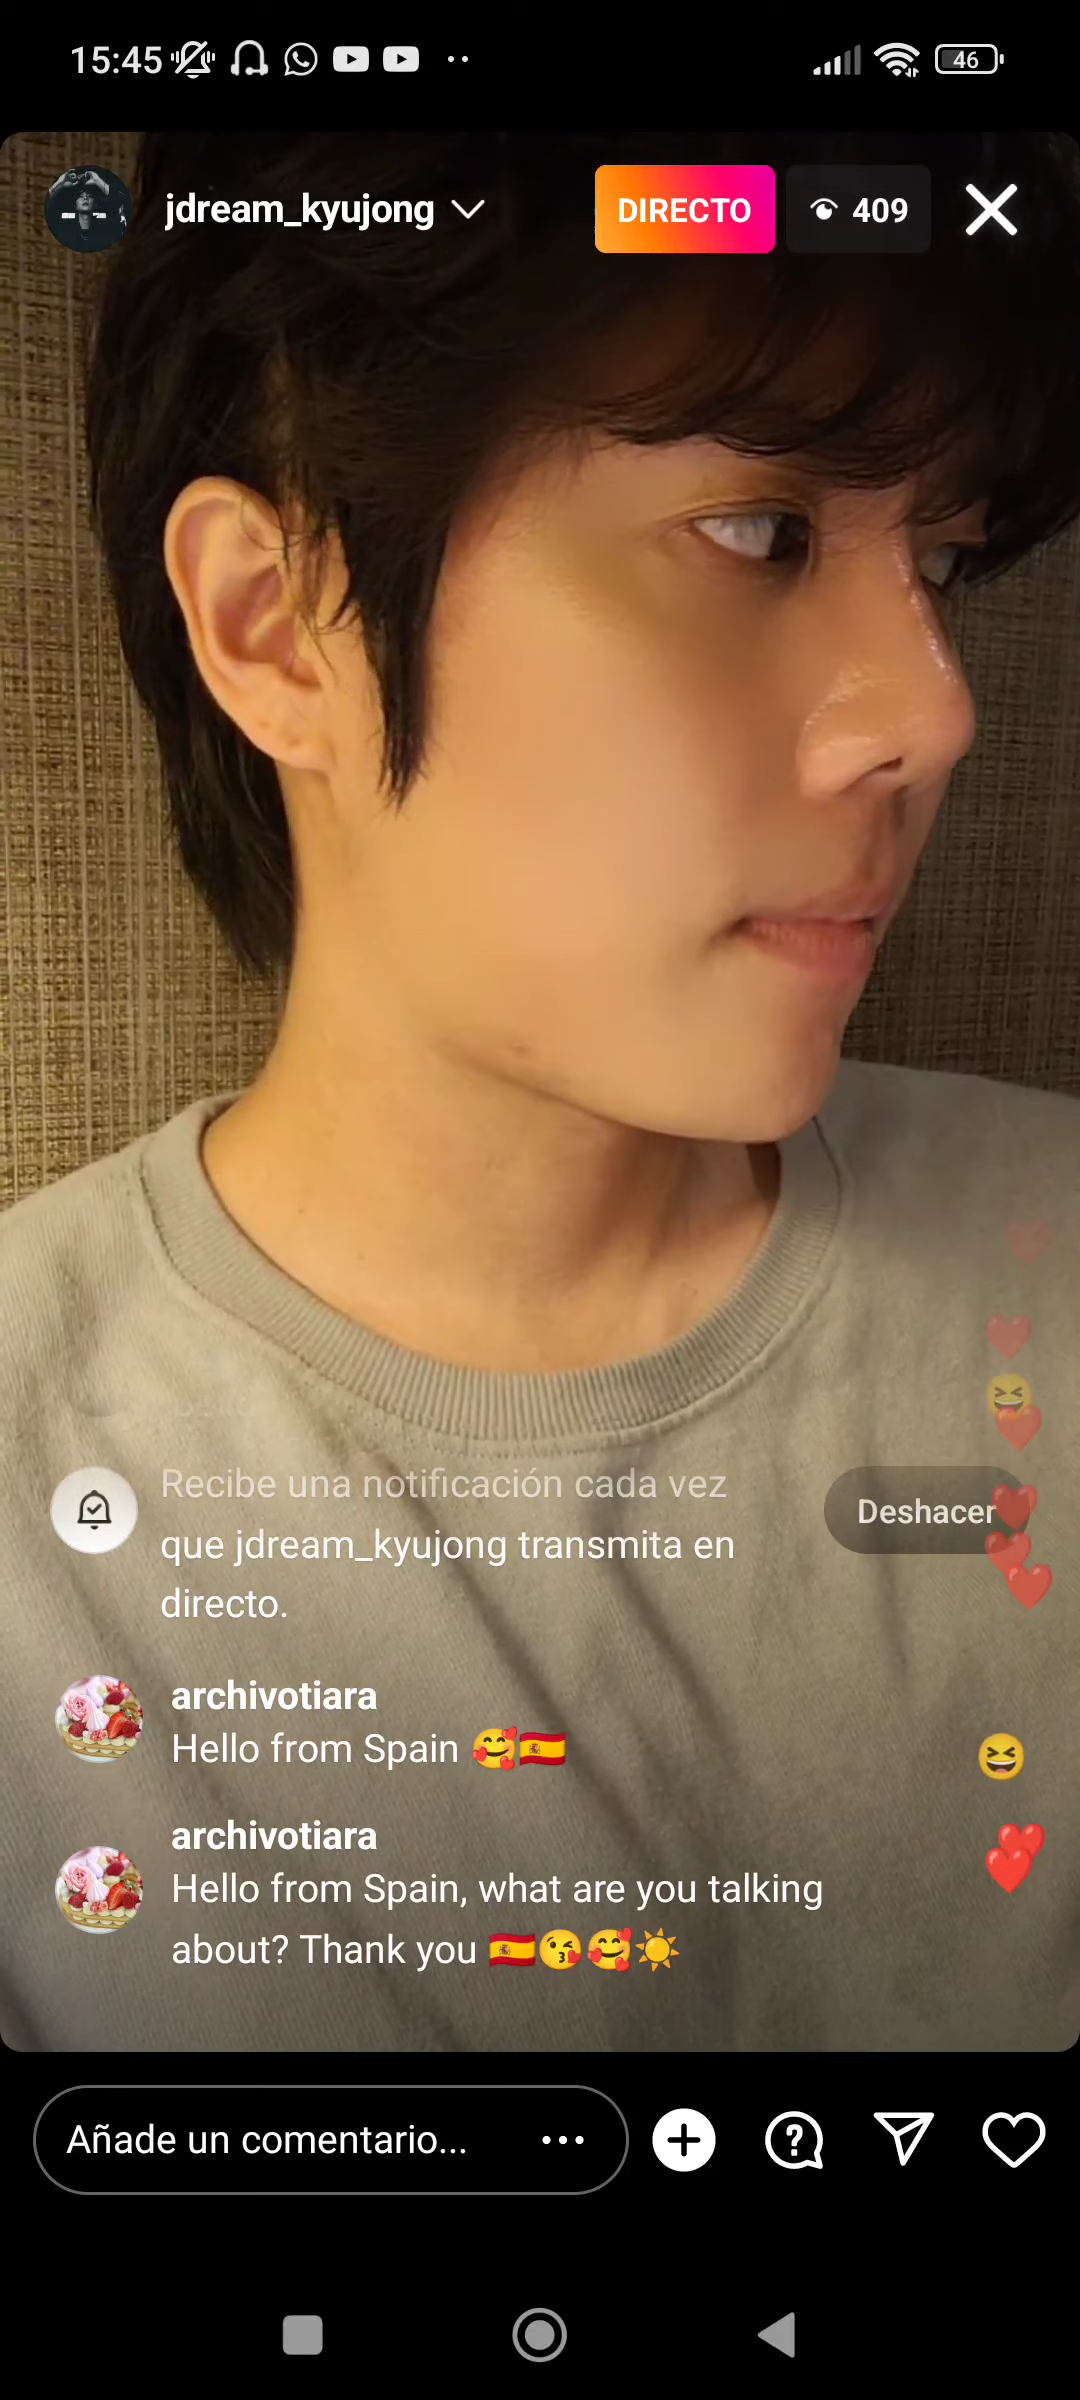 15:45
46
jdream_kyujong
DIRECTO
409
Recibe una notificación cada vez
que jdream_kyujong transmita en
directo.
Deshacer
archivotiara
Hello from Spain 🥰🇪🇸
archivotiara
Hello from Spain, what are you talking
about? Thank you 🇪🇸😘🥰☀️
Añade un comentario...